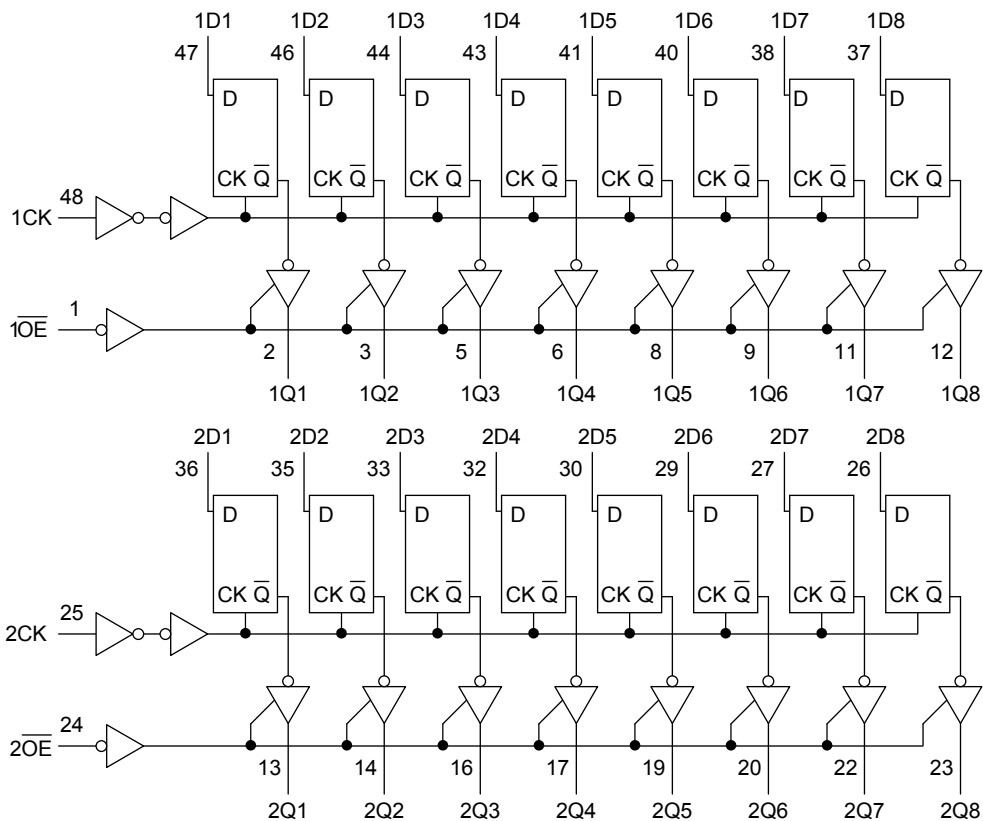 1D1 1D2 1D3 1D4 1D5 1D6 1D7 1D8
47 46 44 43 41 40 38 37
D D D D D D D D
CK Q̅ CK Q̅ CK Q̅ CK Q̅ CK Q̅ CK Q̅ CK Q̅ CK Q̅
48
1CK
1
1O̅E̅
2 3 5 6 8 9 11 12
1Q1 1Q2 1Q3 1Q4 1Q5 1Q6 1Q7 1Q8
2D1 2D2 2D3 2D4 2D5 2D6 2D7 2D8
36 35 33 32 30 29 27 26
D D D D D D D D
CK Q̅ CK Q̅ CK Q̅ CK Q̅ CK Q̅ CK Q̅ CK Q̅ CK Q̅
25
2CK
24
2O̅E̅
13 14 16 17 19 20 22 23
2Q1 2Q2 2Q3 2Q4 2Q5 2Q6 2Q7 2Q8